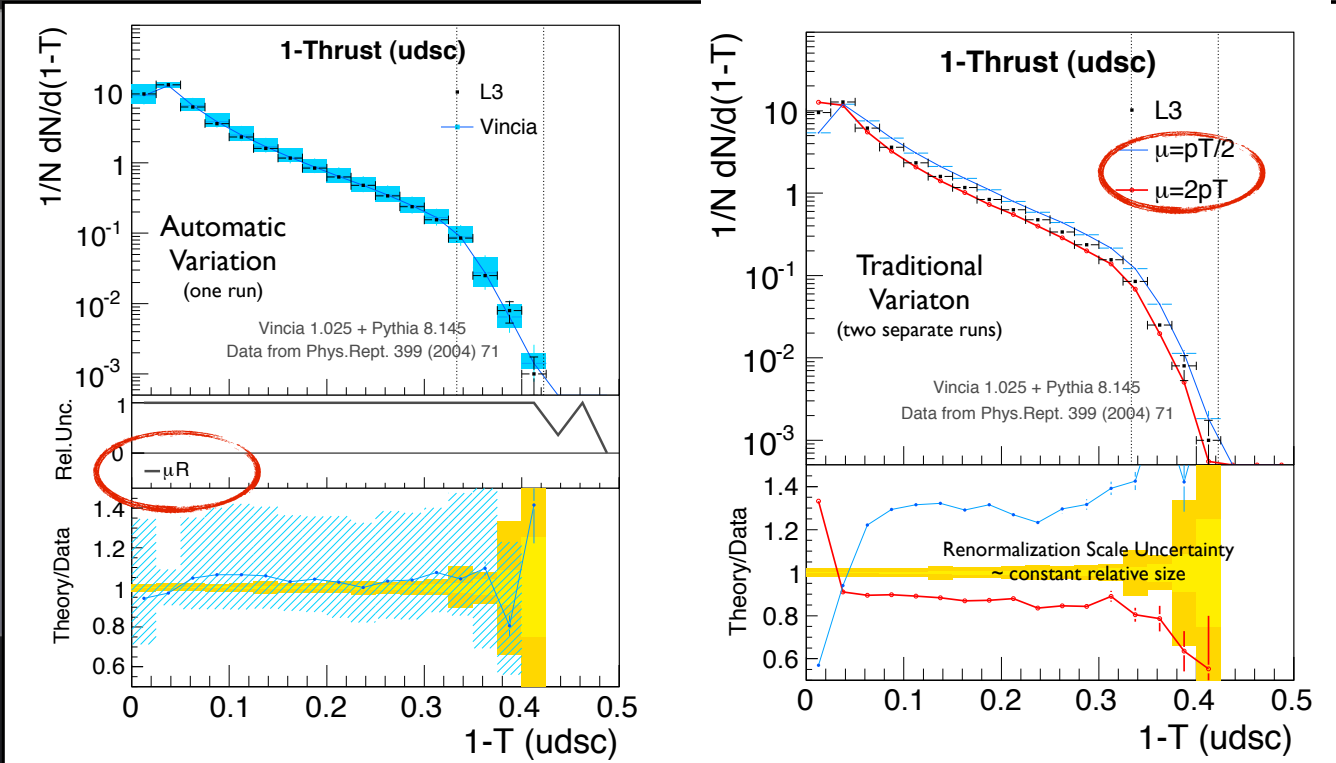 1-Thrust (udsc)
1/N dN/d(1-T)
10
1
10-1
10-2
10-3
L3
Vincia
Automatic
Variation
(one run)
Vincia 1.025 + Pythia 8.145
Data from Phys.Rept. 399 (2004) 71
Rel.Unc.
1
0
μR
Theory/Data
1.4
1.2
1
0.8
0.6
0 0.1 0.2 0.3 0.4 0.5
1-T (udsc)
1-Thrust (udsc)
1/N dN/d(1-T)
10
1
10-1
10-2
10-3
L3
μ=pT/2
μ=2pT
Traditional
Variaton
(two separate runs)
Vincia 1.025 + Pythia 8.145
Data from Phys.Rept. 399 (2004) 71
Theory/Data
1.4
1.2
1
0.8
0.6
Renormalization Scale Uncertainty
~ constant relative size
0 0.1 0.2 0.3 0.4 0.5
1-T (udsc)